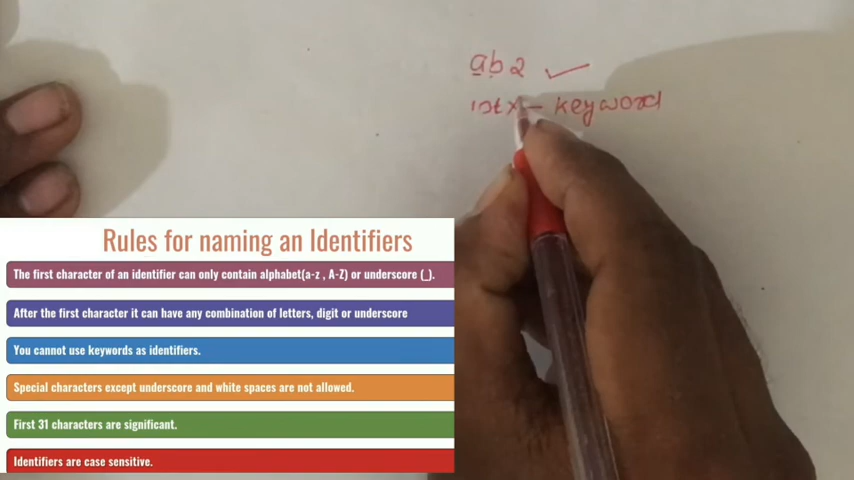 ab2 ✓
int x - keyword
Rules for naming an Identifiers
The first character of an identifier can only contain alphabet(a-z , A-Z) or underscore (_).
After the first character it can have any combination of letters, digit or underscore
You cannot use keywords as identifiers.
Special characters except underscore and white spaces are not allowed.
First 31 characters are significant.
Identifiers are case sensitive.